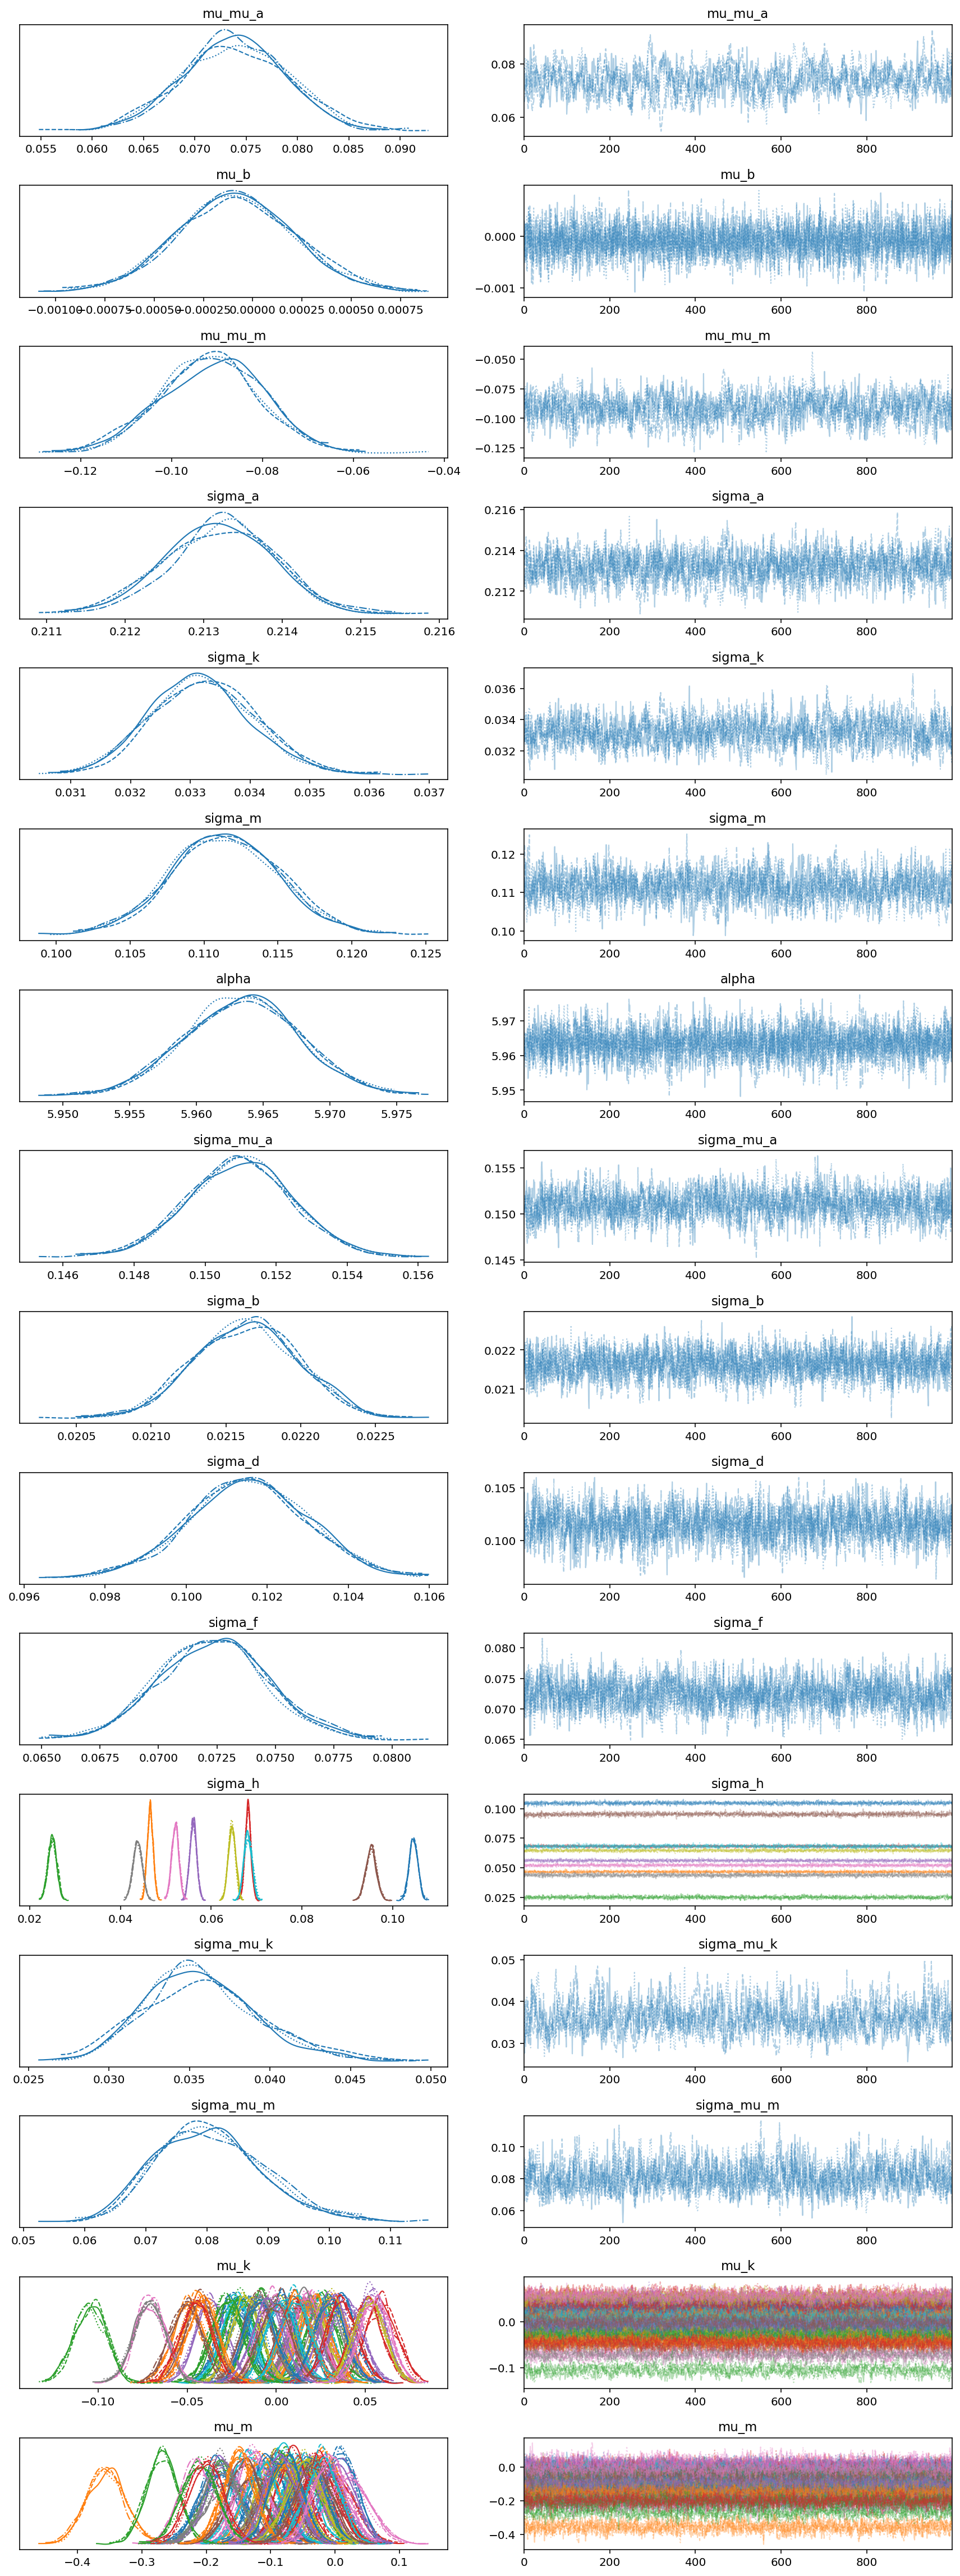 mu_mu_a mu_mu_a
0.08
0.06
0.055 0.060 0.065 0.070 0.075 0.080 0.085 0.090 0 200 400 600 800
mu_b mu_b
0.000
−0.001
−0.00100 −0.00075 −0.00050 −0.00025 0.00000 0.00025 0.00050 0.00075 0 200 400 600 800
mu_mu_m mu_mu_m
−0.050
−0.075
−0.100
−0.125
−0.12 −0.10 −0.08 −0.06 −0.04 0 200 400 600 800
sigma_a sigma_a
0.216
0.214
0.212
0.211 0.212 0.213 0.214 0.215 0.216 0 200 400 600 800
sigma_k sigma_k
0.036
0.034
0.032
0.031 0.032 0.033 0.034 0.035 0.036 0.037 0 200 400 600 800
sigma_m sigma_m
0.12
0.11
0.10
0.100 0.105 0.110 0.115 0.120 0.125 0 200 400 600 800
alpha alpha
5.97
5.96
5.95
5.950 5.955 5.960 5.965 5.970 5.975 0 200 400 600 800
sigma_mu_a sigma_mu_a
0.155
0.150
0.145
0.146 0.148 0.150 0.152 0.154 0.156 0 200 400 600 800
sigma_b sigma_b
0.022
0.021
0.0205 0.0210 0.0215 0.0220 0.0225 0 200 400 600 800
sigma_d sigma_d
0.105
0.100
0.096 0.098 0.100 0.102 0.104 0.106 0 200 400 600 800
sigma_f sigma_f
0.080
0.075
0.070
0.065
0.0650 0.0675 0.0700 0.0725 0.0750 0.0775 0.0800 0 200 400 600 800
sigma_h sigma_h
0.100
0.075
0.050
0.025
0.02 0.04 0.06 0.08 0.10 0 200 400 600 800
sigma_mu_k sigma_mu_k
0.05
0.04
0.03
0.025 0.030 0.035 0.040 0.045 0.050 0 200 400 600 800
sigma_mu_m sigma_mu_m
0.10
0.08
0.06
0.05 0.06 0.07 0.08 0.09 0.10 0.11 0 200 400 600 800
mu_k mu_k
0.0
−0.1
−0.10 −0.05 0.00 0.05 0 200 400 600 800
mu_m mu_m
0.0
−0.2
−0.4
−0.4 −0.3 −0.2 −0.1 0.0 0.1 0 200 400 600 800